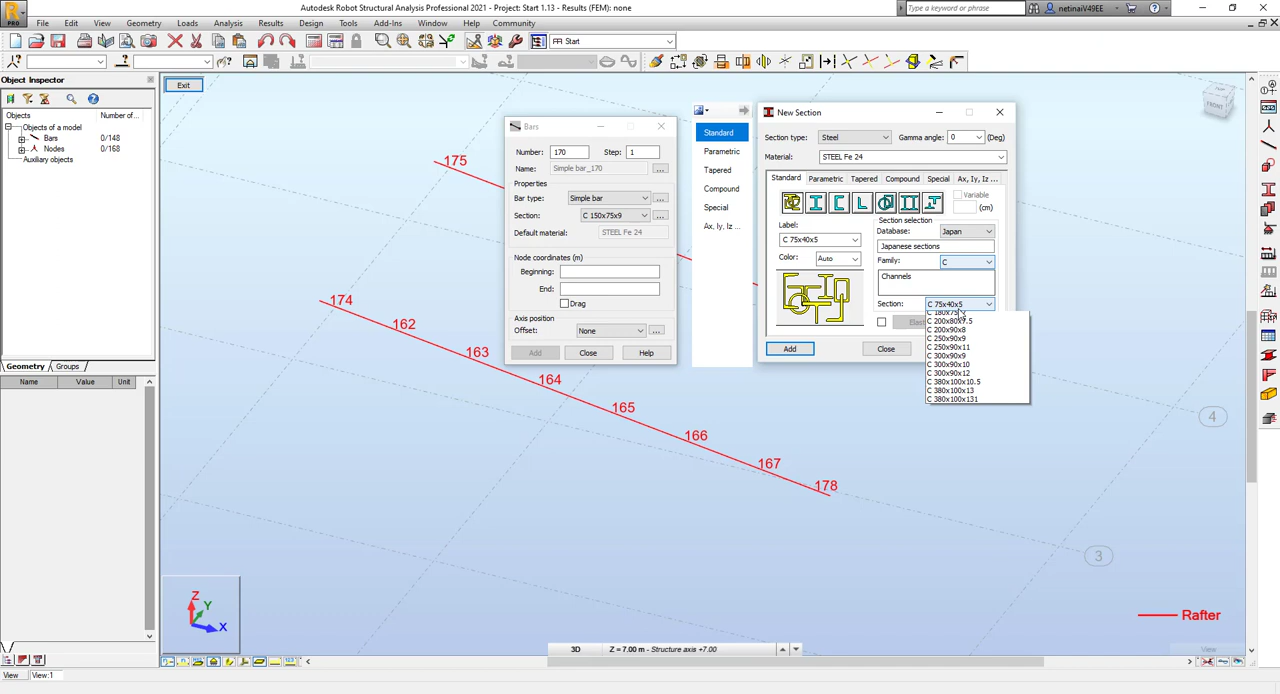 Autodesk Robot Structural Analysis Professional 2021 - Project: Start 1.13 - Results (FEM): none
Type a keyword or phrase
netinaiV49EE
PRO
File Edit View Geometry Loads Analysis Results Design Tools Add-Ins Window Help Community
Start
Object Inspector
Objects Number of...
Objects of a model
Bars 0/148
Nodes 0/168
Auxiliary objects
Geometry Groups
Name Value Unit
View View:1
Exit
175
174
162
163
164
165
166
167
178
4
3
FRONT
Z
Y
X
Rafter
3D Z = 7.00 m - Structure axis +7.00
View
Bars
Number: 170 Step: 1
Name: Simple bar_170 ...
Properties
Bar type: Simple bar ...
Section: C 150x75x9 ...
Default material: STEEL Fe 24
Node coordinates (m)
Beginning:
End:
Drag
Axis position
Offset: None ...
Add Close Help
Standard
Parametric
Tapered
Compound
Special
Ax, Iy, Iz ...
New Section
Section type: Steel Gamma angle: 0 (Deg)
Material: STEEL Fe 24
Standard Parametric Tapered Compound Special Ax, Iy, Iz ...
Variable
(cm)
Label:
C 75x40x5
Color: Auto
Section selection
Database: Japan
Japanese sections
Family: C
Channels
Section: C 75x40x5
Add Close
C 200x80x7.5
C 200x90x8
C 250x90x9
C 250x90x11
C 300x90x9
C 300x90x10
C 300x90x12
C 380x100x10.5
C 380x100x13
C 380x100x131